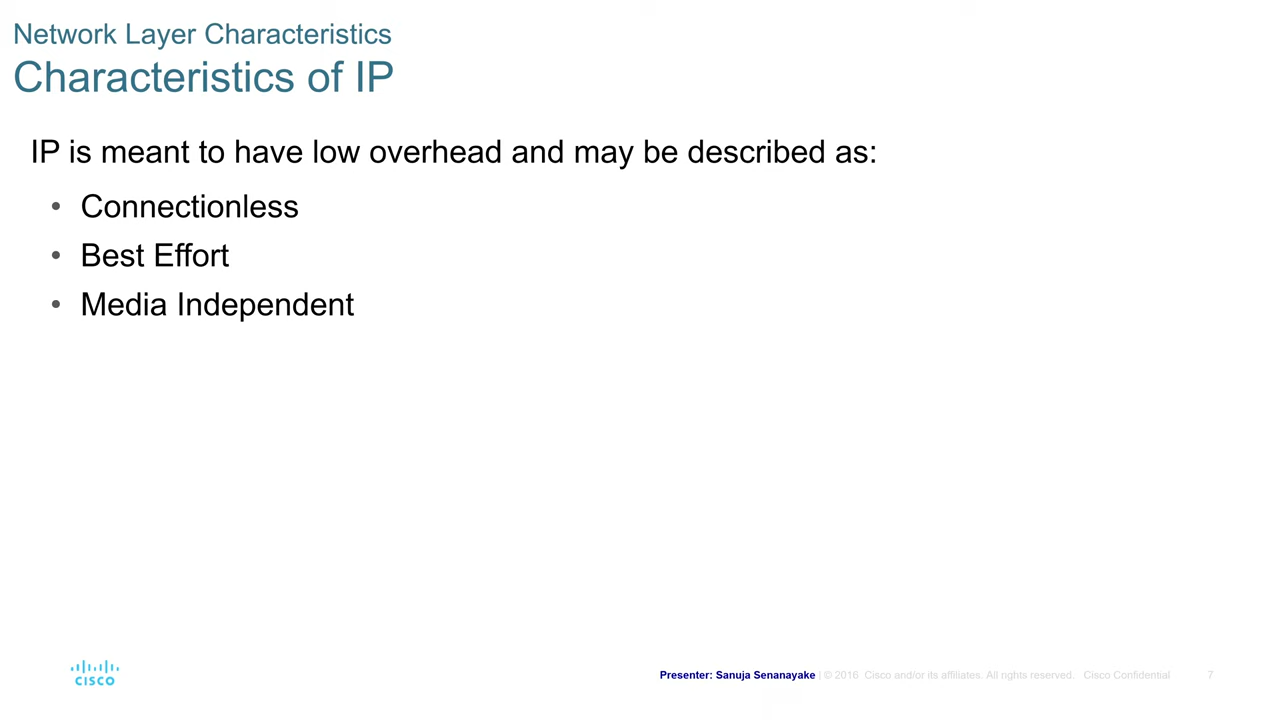 Network Layer Characteristics
Characteristics of IP
IP is meant to have low overhead and may be described as:
• Connectionless
• Best Effort
• Media Independent
CISCO
Presenter: Sanuja Senanayake | © 2016 Cisco and/or its affiliates. All rights reserved. Cisco Confidential 7